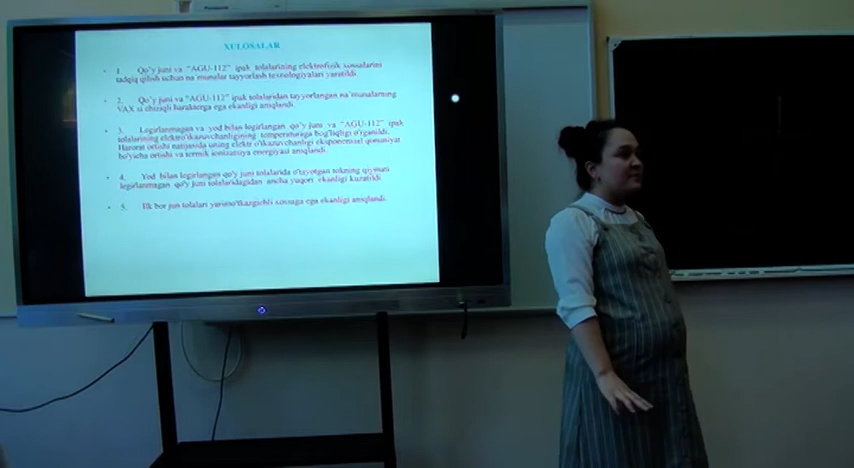 Panasonic
XULOSALAR
1. Qo'y juni va "AGU-112" ipak tolalarining elektrofizik xossalarini
tadqiq qilish uchun na'munalar tayyorlash texnologiyalari yaratildi.
2. Qo'y juni va "AGU-112" ipak tolalaridan tayyorlangan na'munalarning
VAX si chiziqli harakterga ega ekanligi aniqlandi.
3. Legirlanmagan va yod bilan legirlangan qo'y juni va "AGU-112" ipak
tolalarining elektro'tkazuvchanligining temperaturaga bog'liqligi o'rganildi.
Harorat ortishi natijasida uning elektr o'tkazuvchanligi eksponensial qonuniyat
bo'yicha ortishi va termik ionizatsiya energiyasi aniqlandi.
4. Yod bilan legirlangan qo'y juni tolalarida o'tayotgan tokning qiymati
legirlanmagan qo'y juni tolalaridagidan ancha yuqori ekanligi kuzatildi.
5. Ilk bor jun tolalari yarimo'tkazgichli xossaga ega ekanligi aniqlandi.